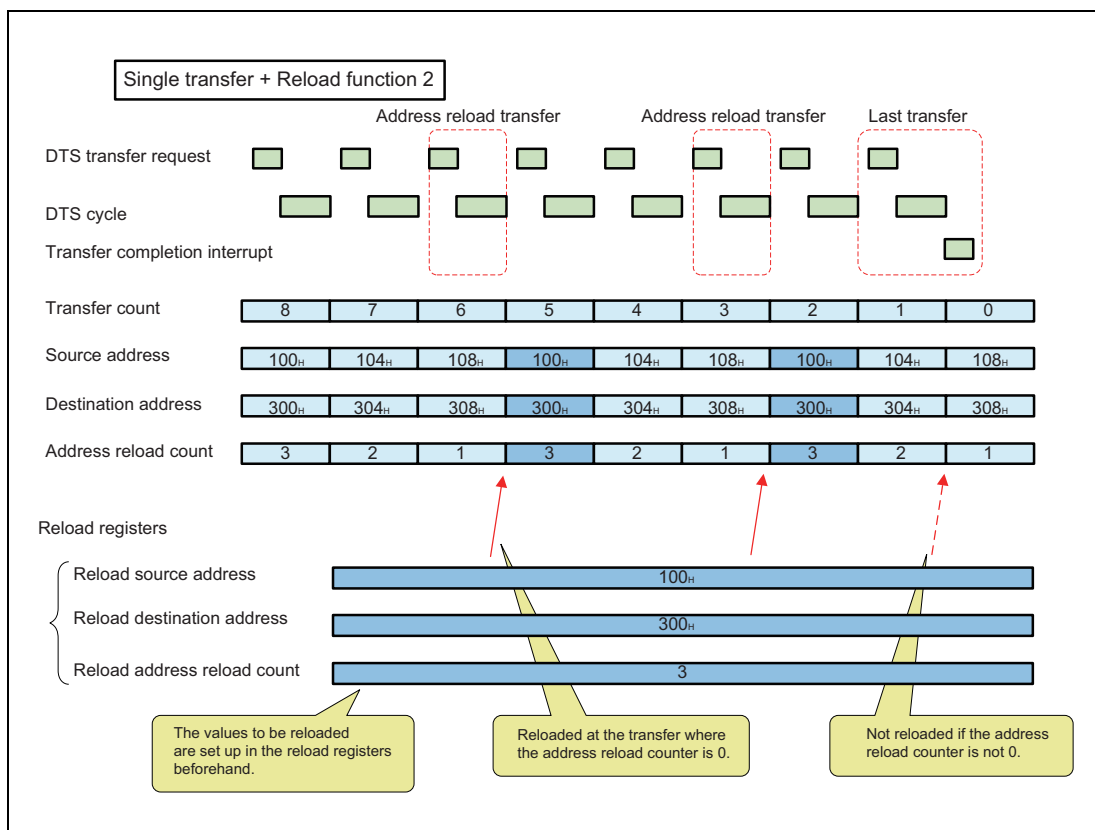 Single transfer + Reload function 2
Address reload transfer
Address reload transfer
Last transfer
DTS transfer request
DTS cycle
Transfer completion interrupt
Transfer count
8 7 6 5 4 3 2 1 0
Source address
100H 104H 108H 100H 104H 108H 100H 104H 108H
Destination address
300H 304H 308H 300H 304H 308H 300H 304H 308H
Address reload count
3 2 1 3 2 1 3 2 1
Reload registers
Reload source address
100H
Reload destination address
300H
Reload address reload count
3
The values to be reloaded
are set up in the reload registers
beforehand.
Reloaded at the transfer where
the address reload counter is 0.
Not reloaded if the address
reload counter is not 0.